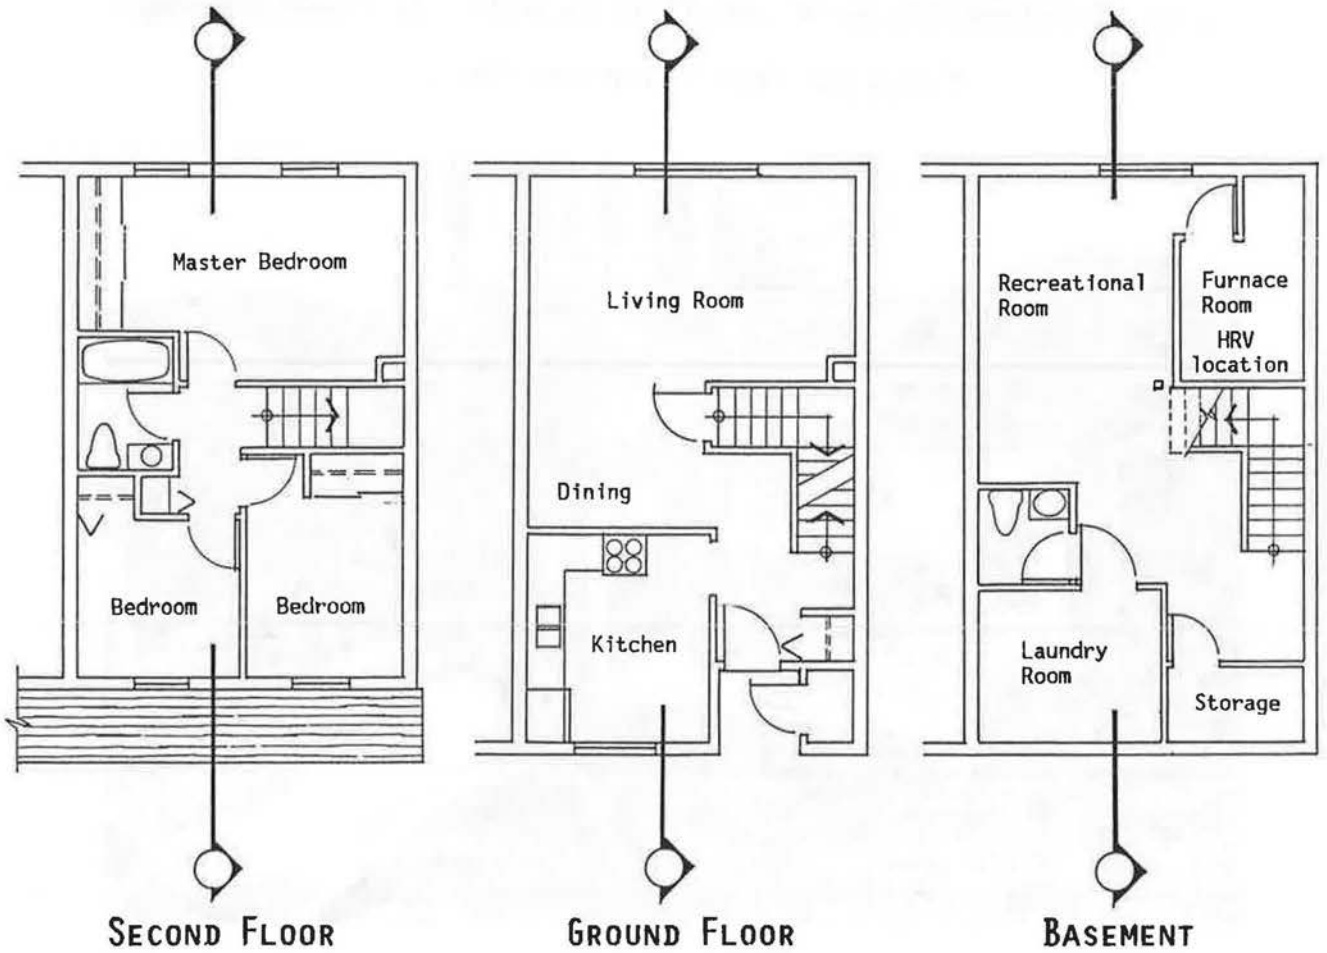 Master Bedroom
Bedroom
Bedroom
SECOND FLOOR
Living Room
Dining
Kitchen
GROUND FLOOR
Recreational
Room
Furnace
Room
HRV
location
Laundry
Room
Storage
BASEMENT